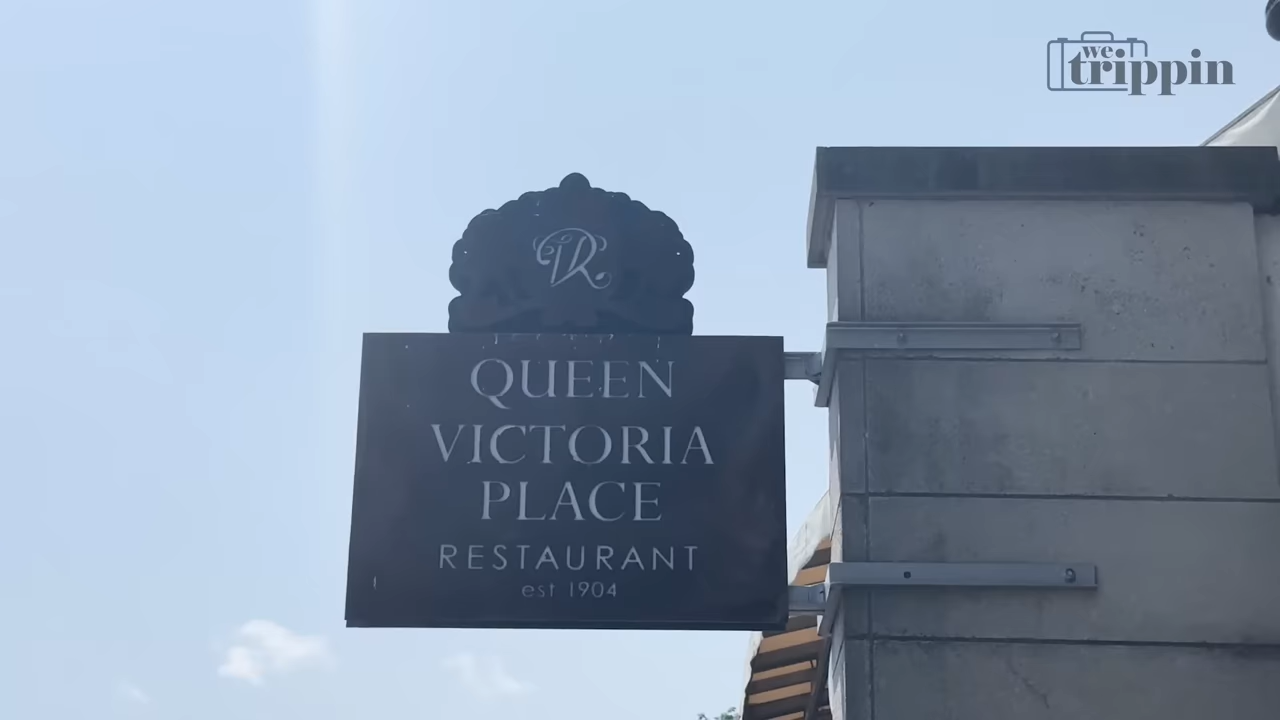 we
trippin
VR
QUEEN
VICTORIA
PLACE
RESTAURANT
est 1904